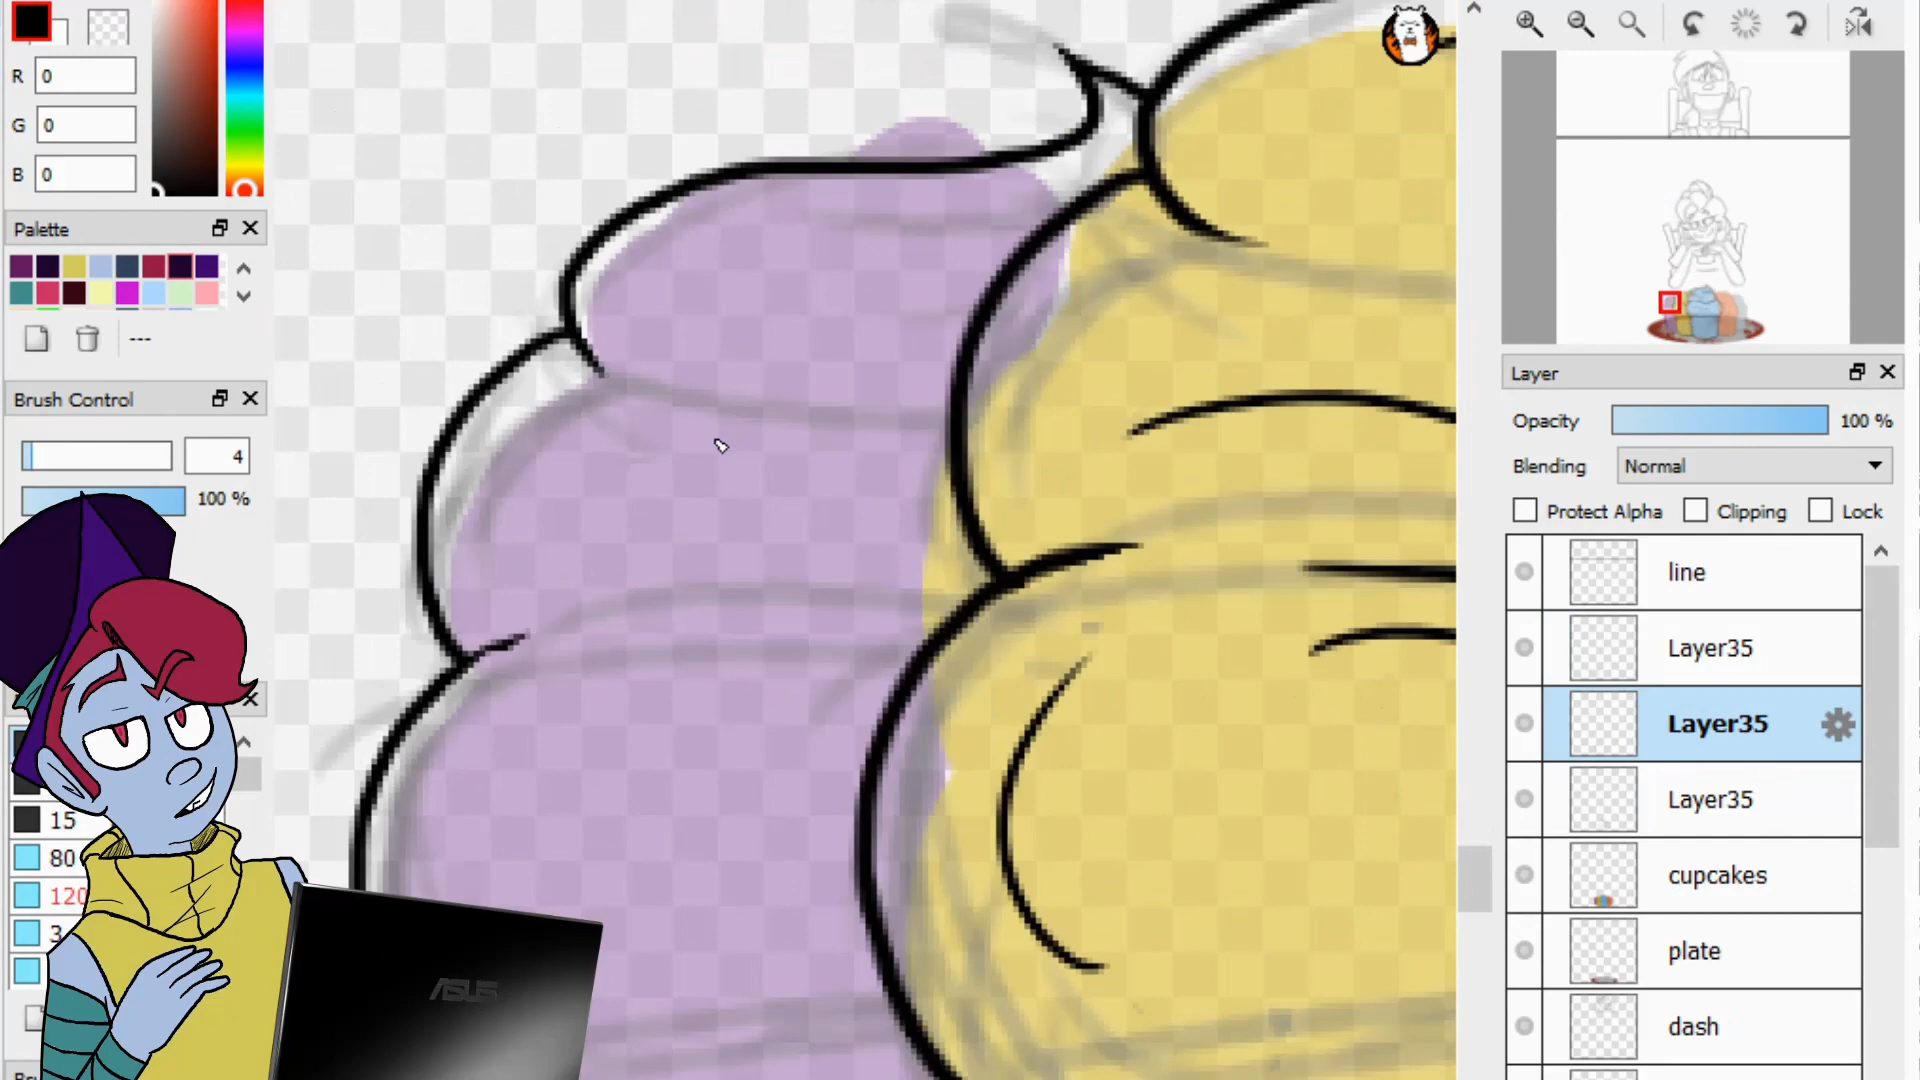 R 0
G 0
B 0
Palette
---
Brush Control
4
100 %
15
80
120
3
ASUS
Layer
Opacity 100 %
Blending Normal
Protect Alpha Clipping Lock
line
Layer35
Layer35
Layer35
cupcakes
plate
dash